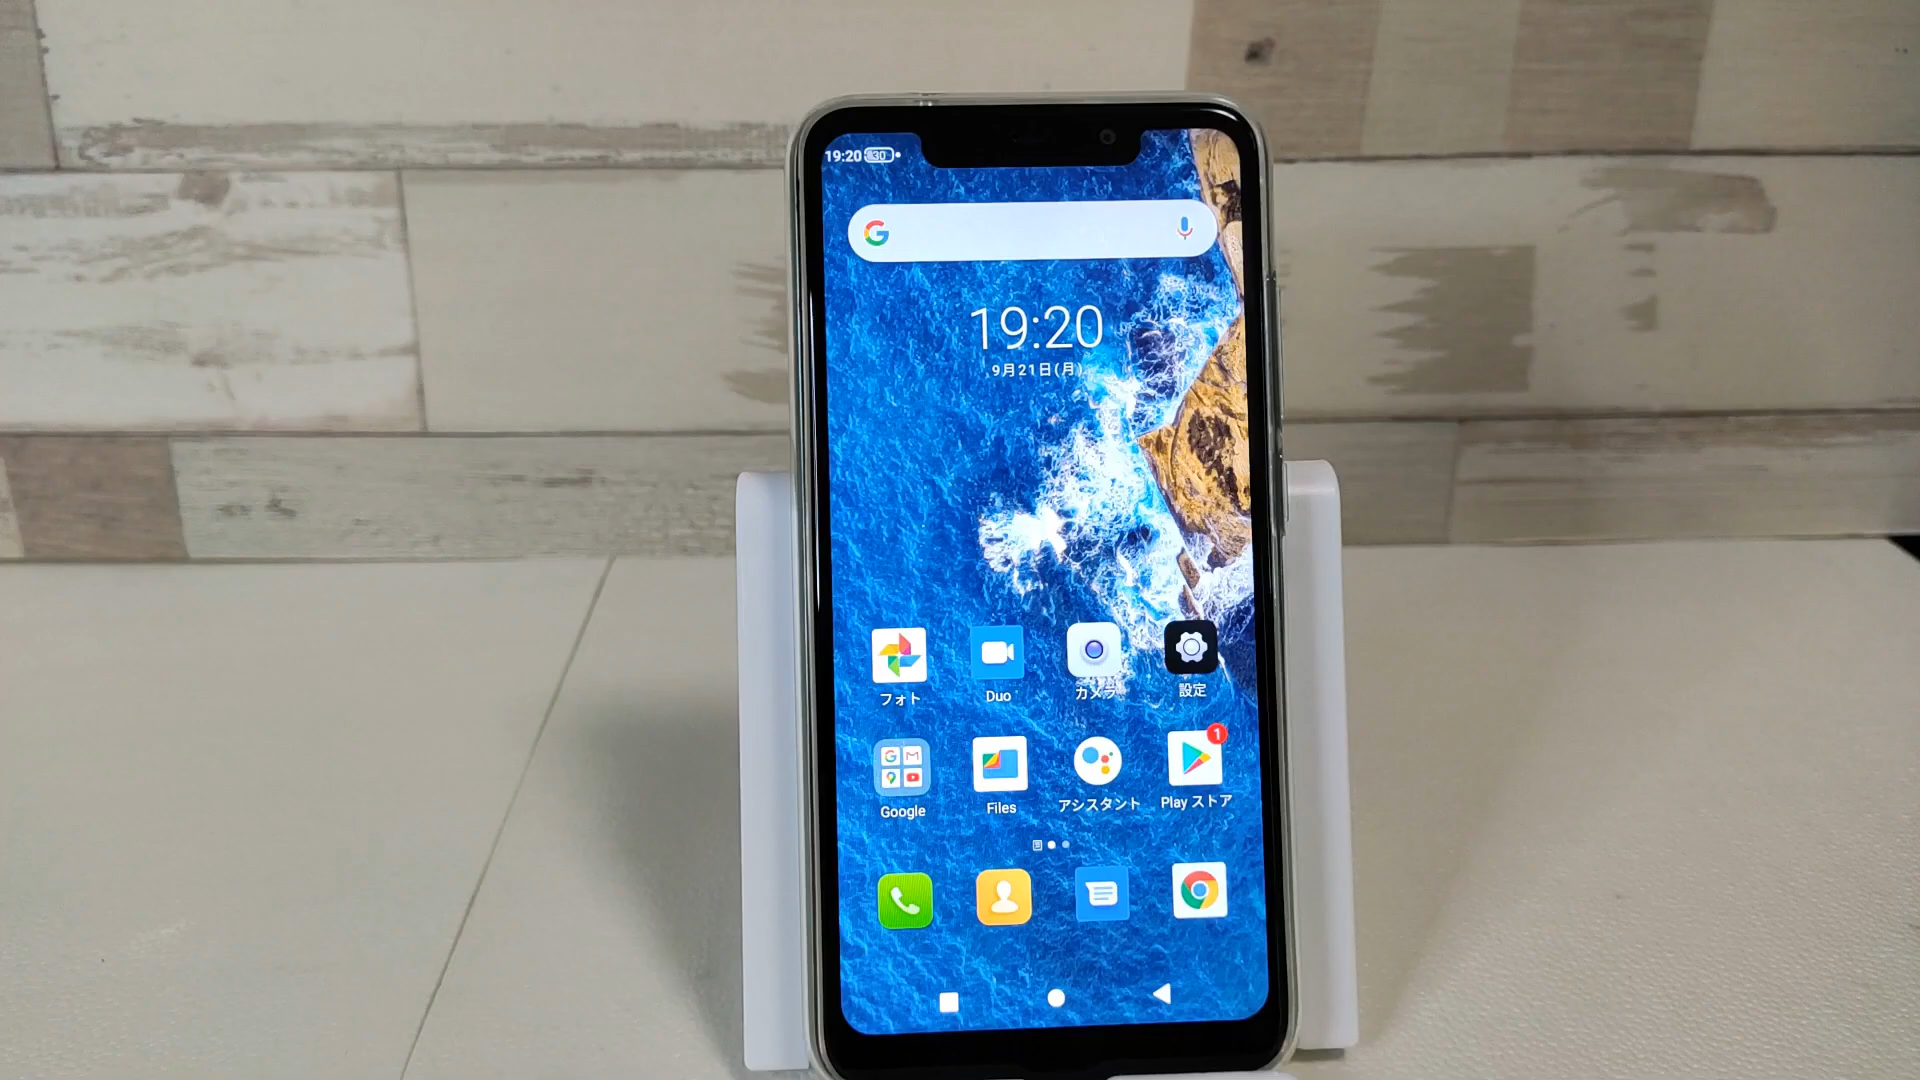 19:20 30
19:20
9月21日(月)
フォト
Duo
カメラ
設定
1
Google
Files
アシスタント
Play ストア